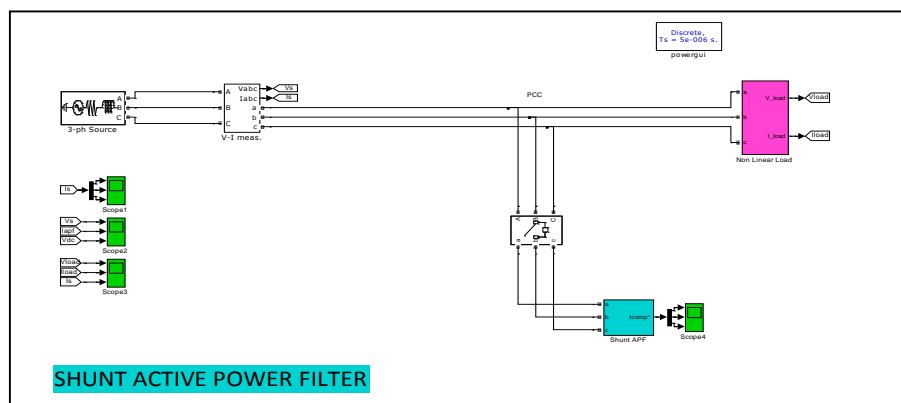 Discrete,
Ts = 5e-006 s.
powergui
A
B
C
3-ph Source
A
B
C
Vabc
Iabc
a
b
c
V-I meas.
Vs
Is
PCC
a
b
c
V_load
I_load
Non Linear Load
Vload
Iload
Is
Scope1
Vs
Iapf
Vdc
Scope2
Vload
Iload
Is
Scope3
A
B
C
a
b
c
a
b
c
Icomp*
Shunt APF
Scope4
SHUNT ACTIVE POWER FILTER